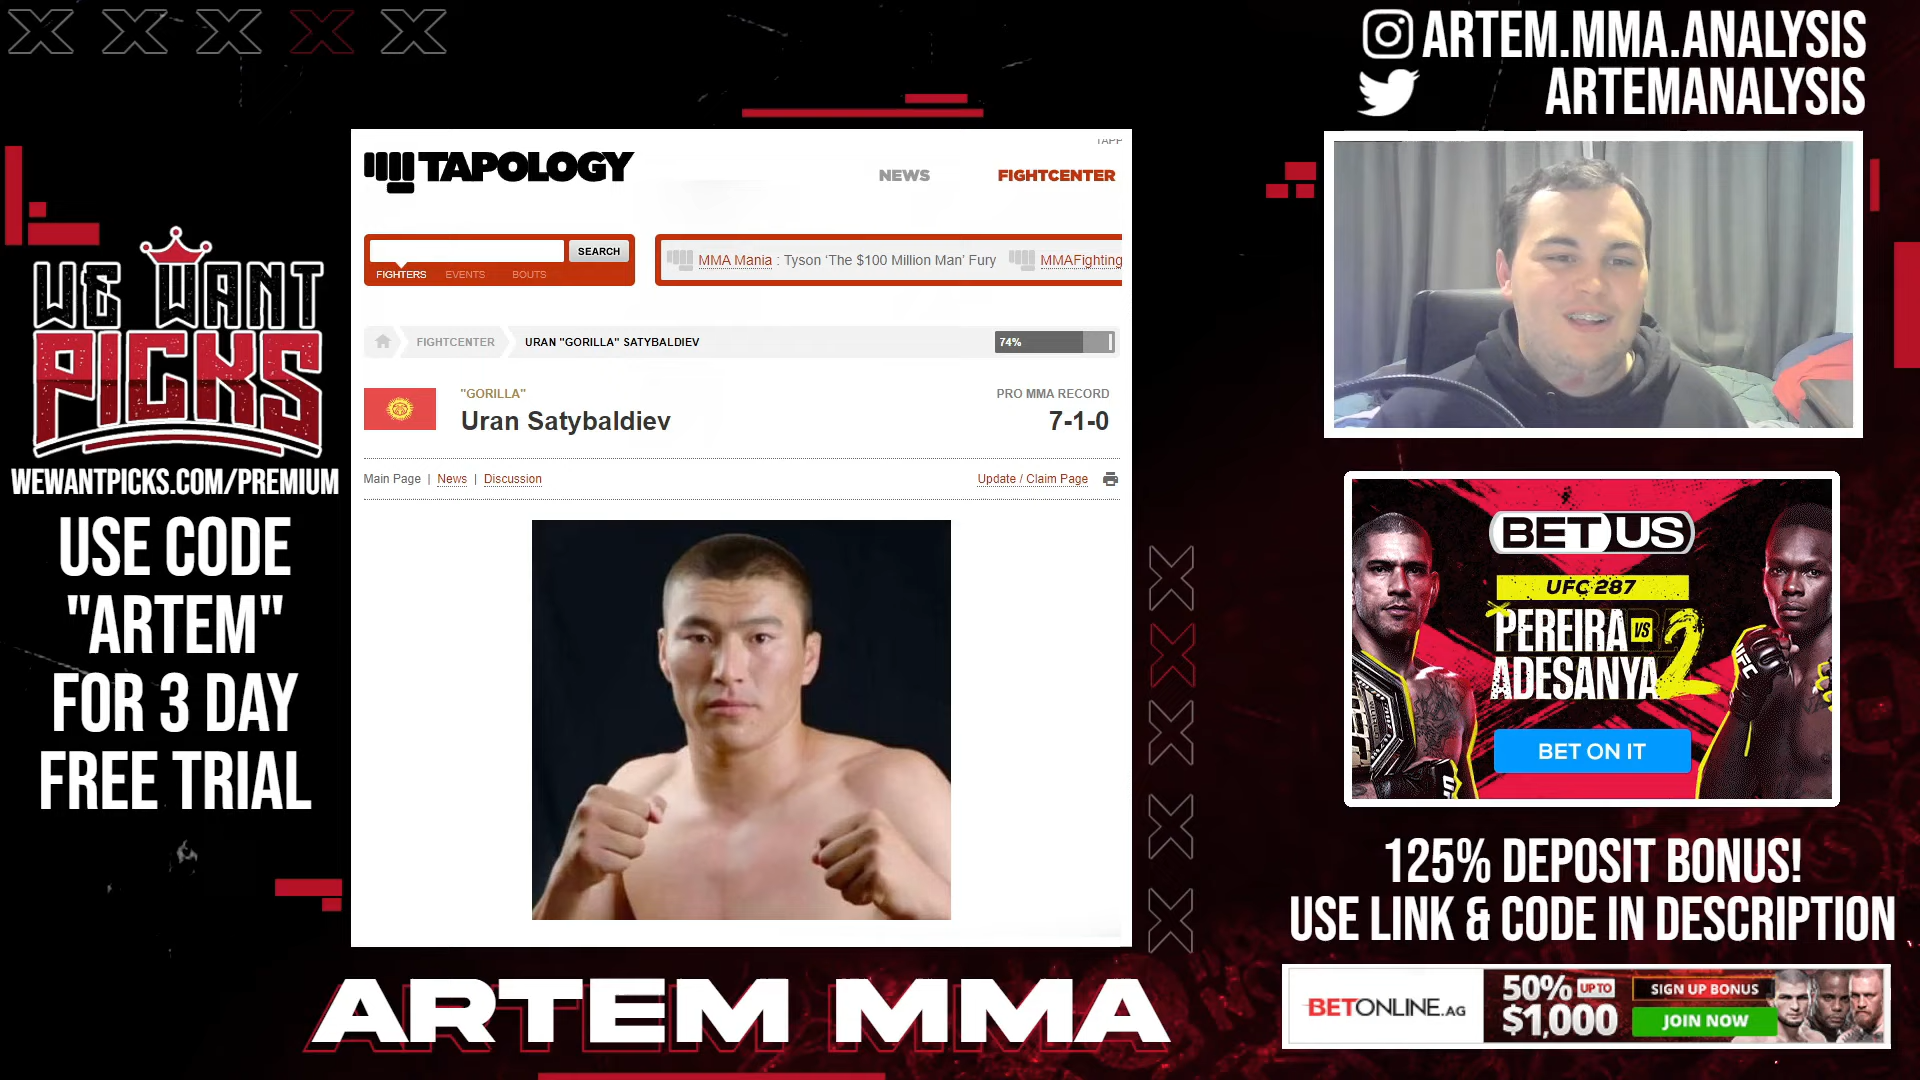 ARTEM.MMA.ANALYSIS
ARTEMANALYSIS
WE WANT
PICKS
WEWANTPICKS.COM/PREMIUM
USE CODE
"ARTEM"
FOR 3 DAY
FREE TRIAL
TAPOLOGY
NEWS
FIGHTCENTER
SEARCH
FIGHTERS EVENTS BOUTS
MMA Mania : Tyson ‘The $100 Million Man’ Fury MMAFighting
FIGHTCENTER URAN "GORILLA" SATYBALDIEV 74%
"GORILLA"
Uran Satybaldiev
PRO MMA RECORD
7-1-0
Main Page | News | Discussion
Update / Claim Page
BET US
UFC 287
PEREIRA VS
ADESANYA 2
BET ON IT
125% DEPOSIT BONUS!
USE LINK & CODE IN DESCRIPTION
BETONLINE.AG
50% UP TO
$1,000
SIGN UP BONUS
JOIN NOW
ARTEM MMA